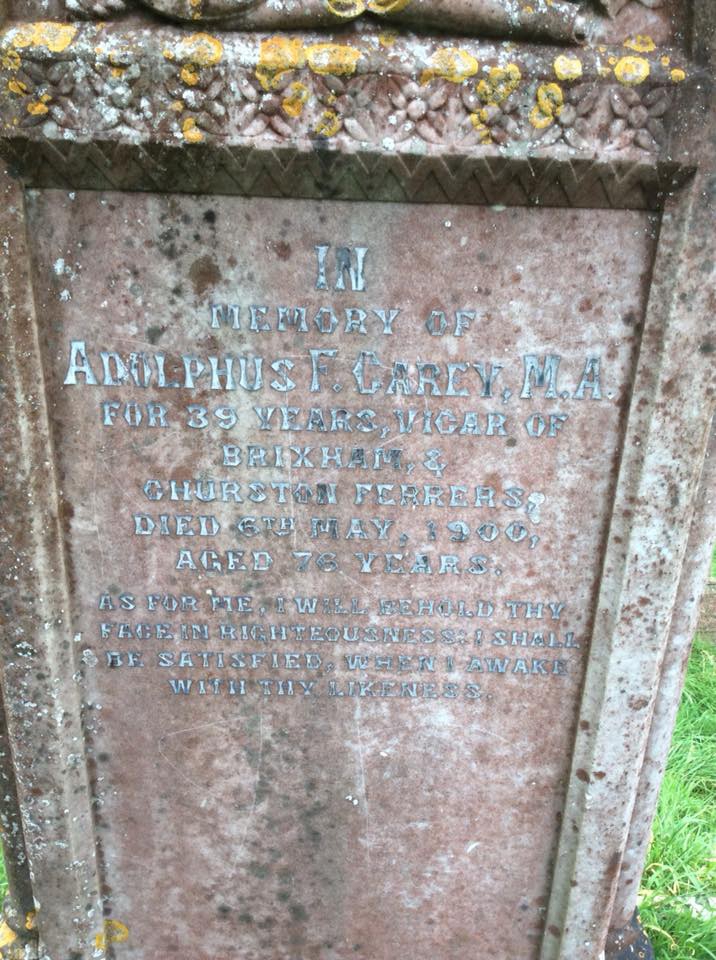 IN
MEMORY OF
ADOLPHUS F. CAREY, M.A.
FOR 39 YEARS, VICAR OF
BRIXHAM, &
CHURSTON FERRERS,
DIED 6TH MAY, 1900,
AGED 76 YEARS.
AS FOR ME, I WILL BEHOLD THY
FACE IN RIGHTEOUSNESS: I SHALL
BE SATISFIED, WHEN I AWAKE
WITH THY LIKENESS.